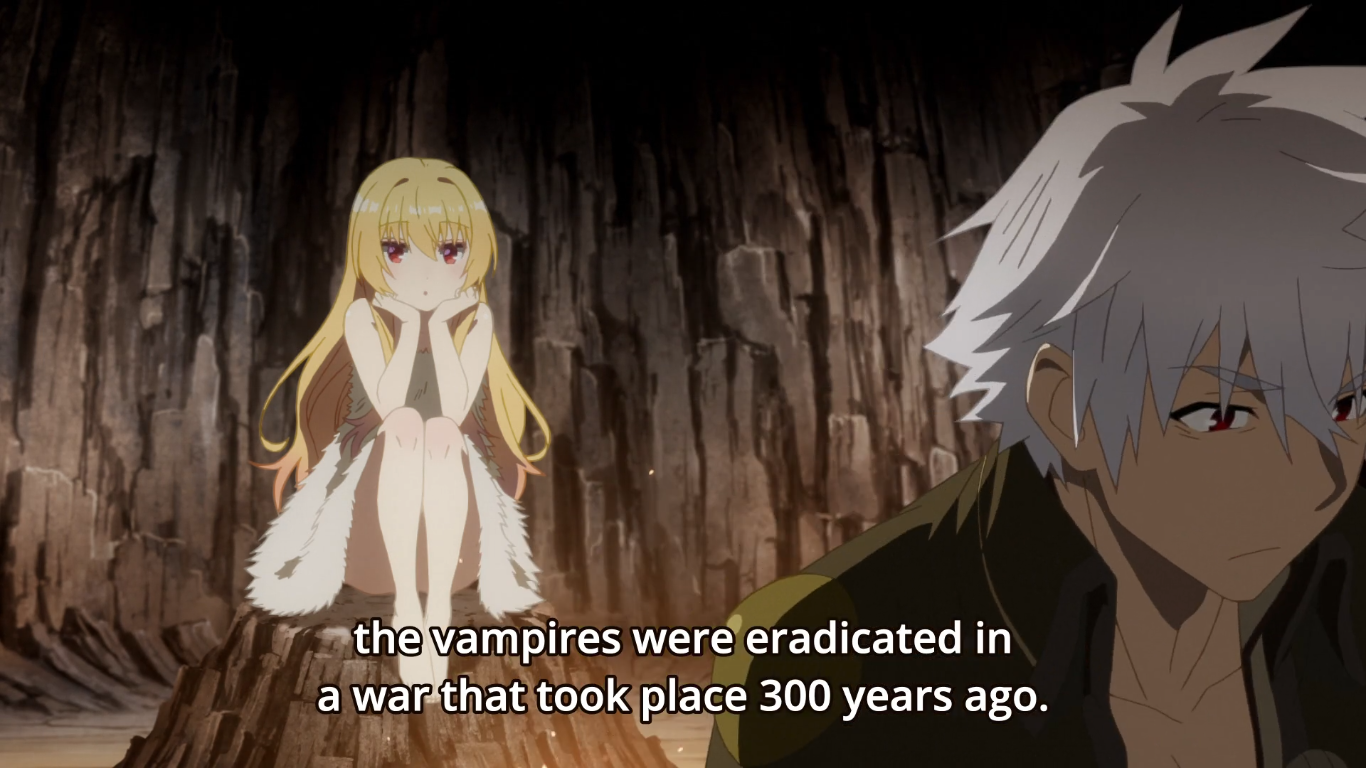 the vampires were eradicated in
a war that took place 300 years ago.